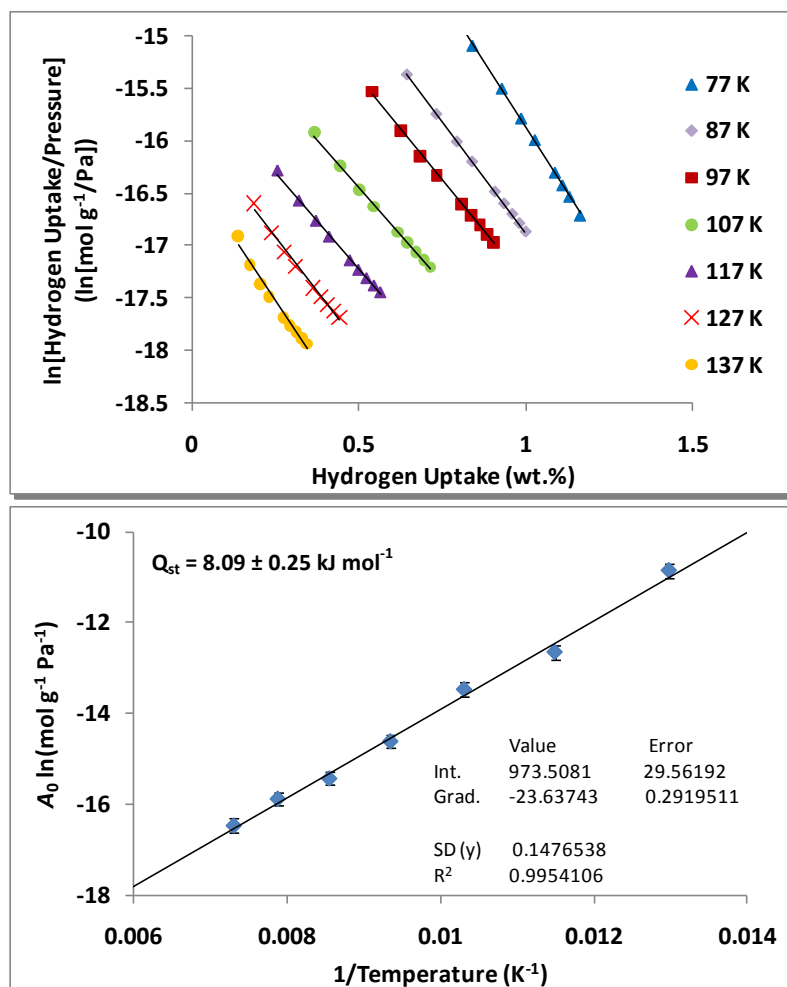 -15
-15.5
-16
-16.5
-17
-17.5
-18
-18.5
0
0.5
1
1.5
ln[Hydrogen Uptake/Pressure]
(ln[mol g⁻¹/Pa])
Hydrogen Uptake (wt.%)
77 K
87 K
97 K
107 K
117 K
127 K
137 K
Qst = 8.09 ± 0.25 kJ mol⁻¹
-10
-12
-14
-16
-18
A₀ ln(mol g⁻¹ Pa⁻¹)
Value Error
Int. 973.5081 29.56192
Grad. -23.63743 0.2919511
SD (y) 0.1476538
R² 0.9954106
0.006
0.008
0.01
0.012
0.014
1/Temperature (K⁻¹)